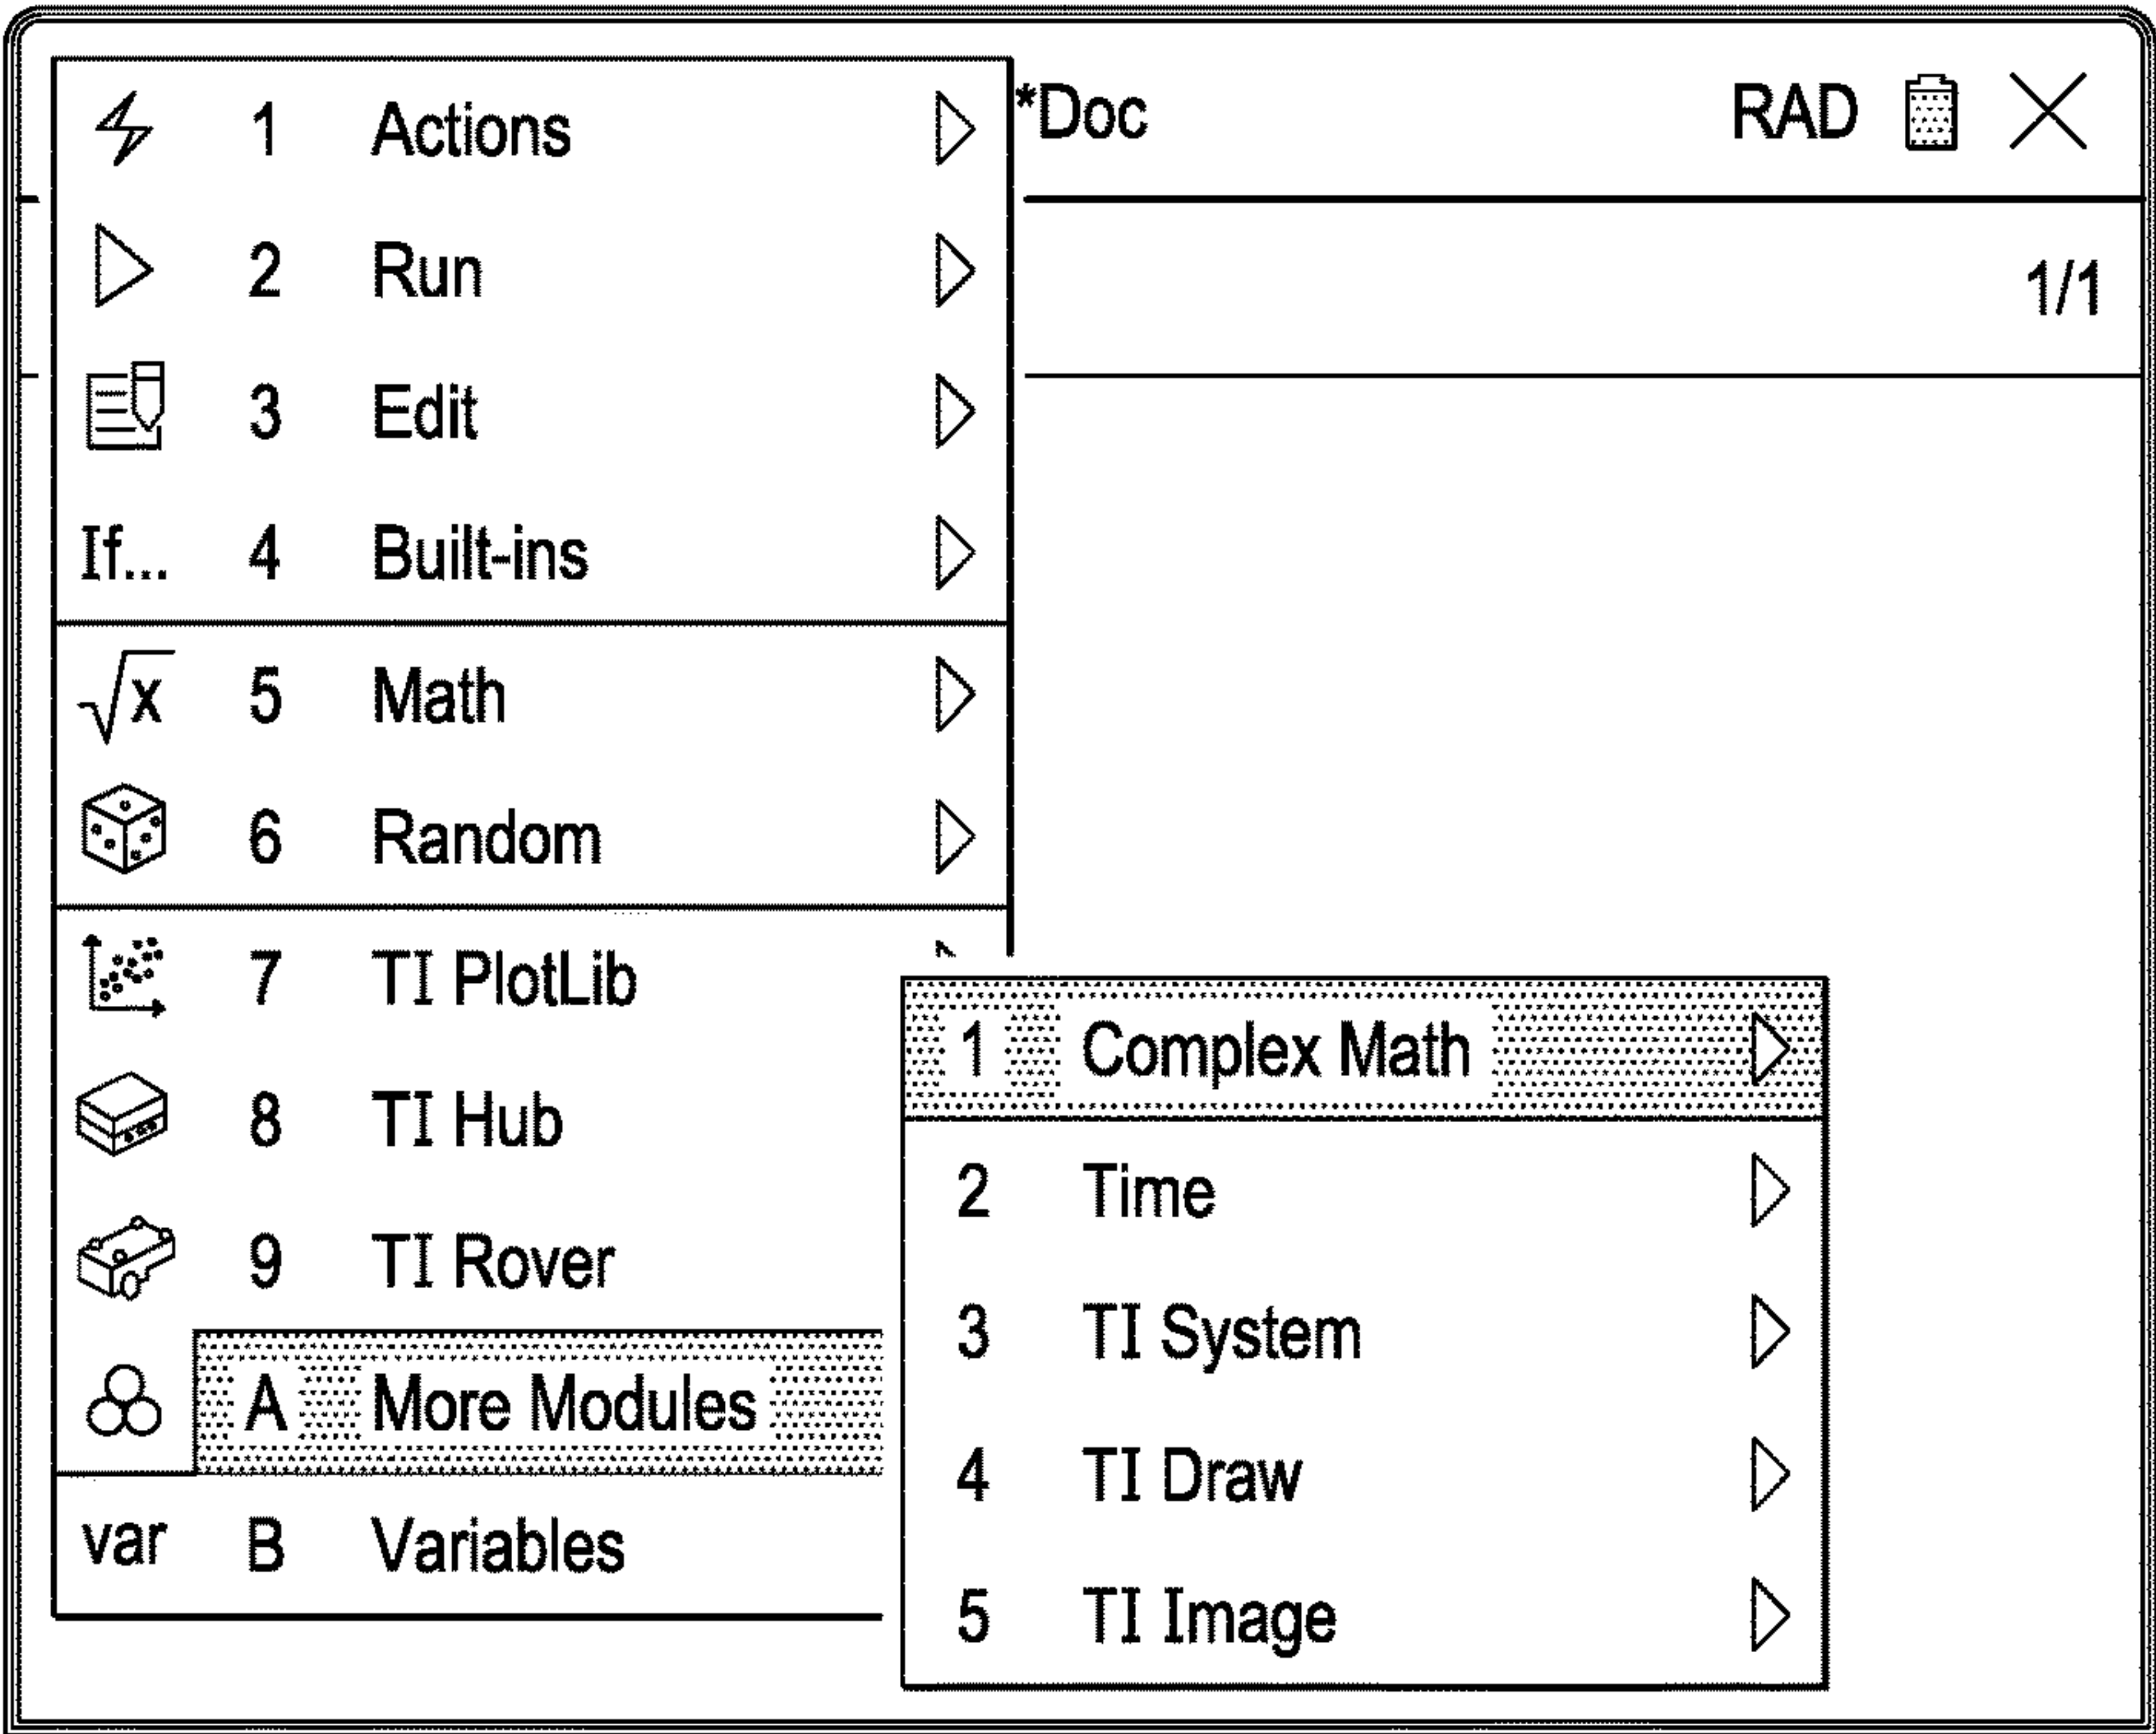 *Doc RAD
1/1
1 Actions
2 Run
3 Edit
If... 4 Built-ins
√x 5 Math
6 Random
7 TI PlotLib
8 TI Hub
9 TI Rover
A More Modules
var B Variables
1 Complex Math
2 Time
3 TI System
4 TI Draw
5 TI Image